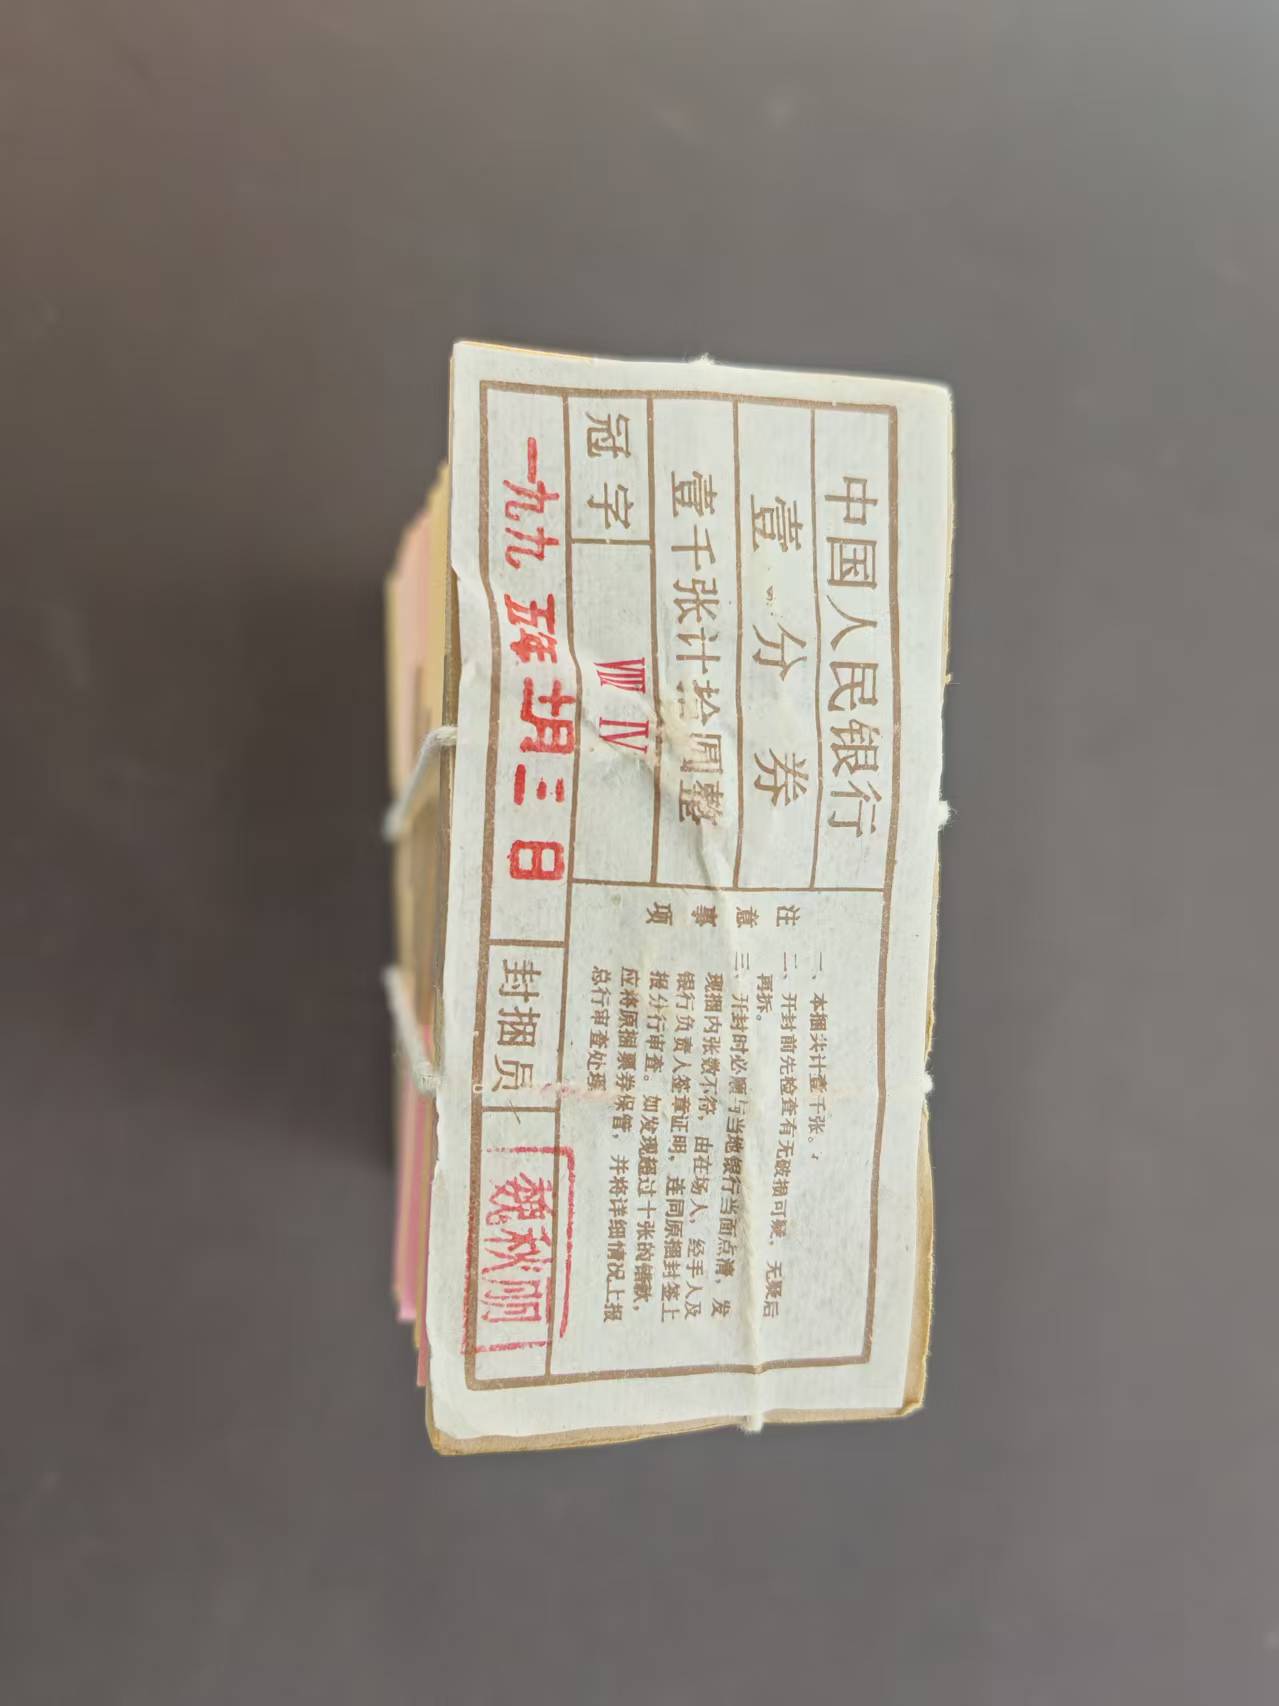 中国人民银行
壹分券
壹千张计拾圆整
冠字 Ⅷ Ⅳ
一九九五年十月三日
封捆员 魏秋丽
注意事项
一、本捆共计壹千张。
二、开封前先检查有无破损可疑，无疑后
再拆。
三、开封时必须与当地银行当面点清，发
现捆内张数不符，由在场人，经手人及
银行负责人签章证明，连同原捆封签上
报分行审查。如发现超过十张的错款，
应将原捆票券保管，并将详细情况上报
总行审查处理